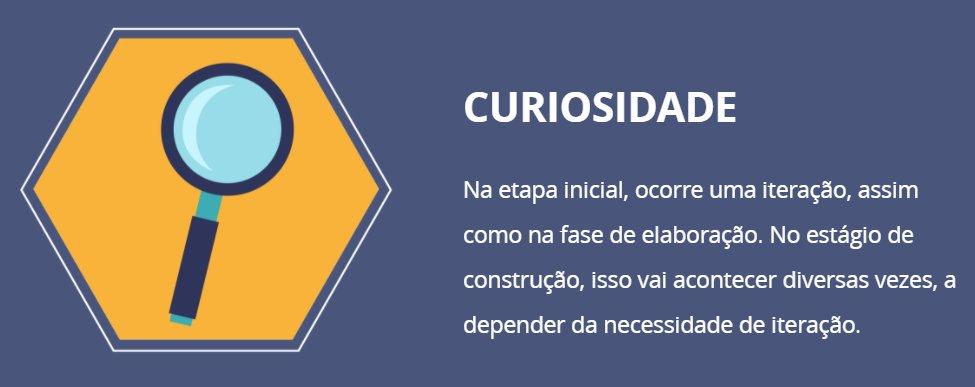 CURIOSIDADE
Na etapa inicial, ocorre uma iteração, assim
como na fase de elaboração. No estágio de
construção, isso vai acontecer diversas vezes, a
depender da necessidade de iteração.